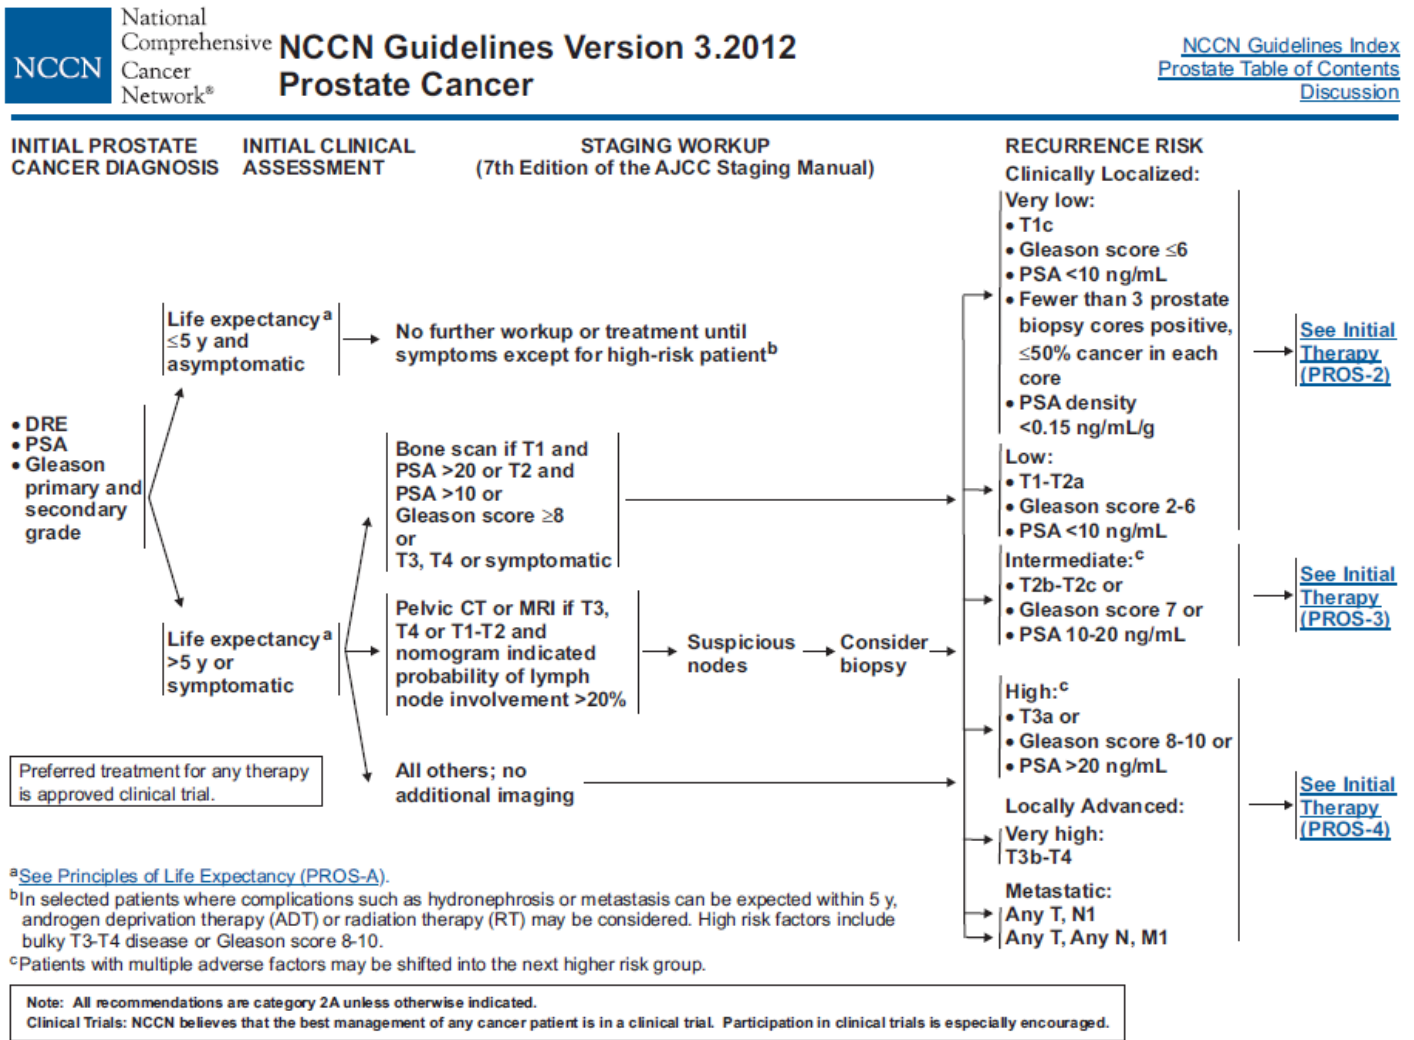 NCCN
National
Comprehensive
Cancer
Network®
NCCN Guidelines Version 3.2012
Prostate Cancer
NCCN Guidelines Index
Prostate Table of Contents
Discussion
INITIAL PROSTATE
CANCER DIAGNOSIS
INITIAL CLINICAL
ASSESSMENT
STAGING WORKUP
(7th Edition of the AJCC Staging Manual)
RECURRENCE RISK
• DRE
• PSA
• Gleason
primary and
secondary
grade
Life expectancy a
≤5 y and
asymptomatic
No further workup or treatment until
symptoms except for high-risk patient b
Life expectancy a
>5 y or
symptomatic
Bone scan if T1 and
PSA >20 or T2 and
PSA >10 or
Gleason score ≥8
or
T3, T4 or symptomatic
Pelvic CT or MRI if T3,
T4 or T1-T2 and
nomogram indicated
probability of lymph
node involvement >20%
Suspicious
nodes
Consider
biopsy
All others; no
additional imaging
Clinically Localized:
Very low:
• T1c
• Gleason score ≤6
• PSA <10 ng/mL
• Fewer than 3 prostate
biopsy cores positive,
≤50% cancer in each
core
• PSA density
<0.15 ng/mL/g
Low:
• T1-T2a
• Gleason score 2-6
• PSA <10 ng/mL
See Initial
Therapy
(PROS-2)
Intermediate: c
• T2b-T2c or
• Gleason score 7 or
• PSA 10-20 ng/mL
See Initial
Therapy
(PROS-3)
High: c
• T3a or
• Gleason score 8-10 or
• PSA >20 ng/mL
Locally Advanced:
Very high:
T3b-T4
Metastatic:
Any T, N1
Any T, Any N, M1
See Initial
Therapy
(PROS-4)
Preferred treatment for any therapy
is approved clinical trial.
a See Principles of Life Expectancy (PROS-A).
b In selected patients where complications such as hydronephrosis or metastasis can be expected within 5 y,
androgen deprivation therapy (ADT) or radiation therapy (RT) may be considered. High risk factors include
bulky T3-T4 disease or Gleason score 8-10.
c Patients with multiple adverse factors may be shifted into the next higher risk group.
Note: All recommendations are category 2A unless otherwise indicated.
Clinical Trials: NCCN believes that the best management of any cancer patient is in a clinical trial. Participation in clinical trials is especially encouraged.